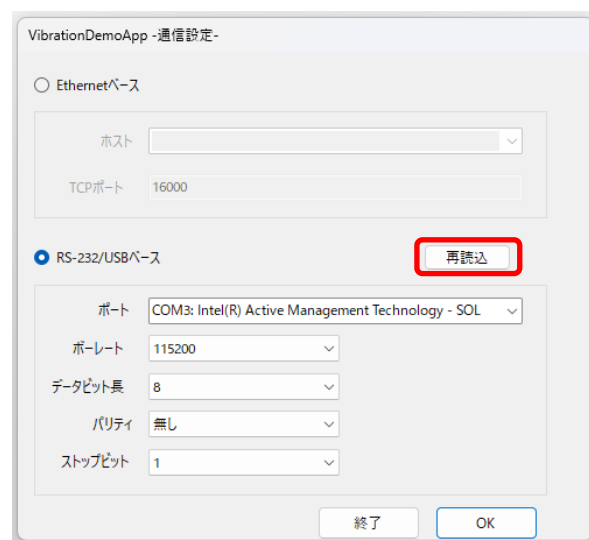 VibrationDemoApp -通信設定-
Ethernetベース
ホスト
TCPポート 16000
RS-232/USBベース 再読込
ポート COM3: Intel(R) Active Management Technology - SOL
ボーレート 115200
データビット長 8
パリティ 無し
ストップビット 1
終了 OK